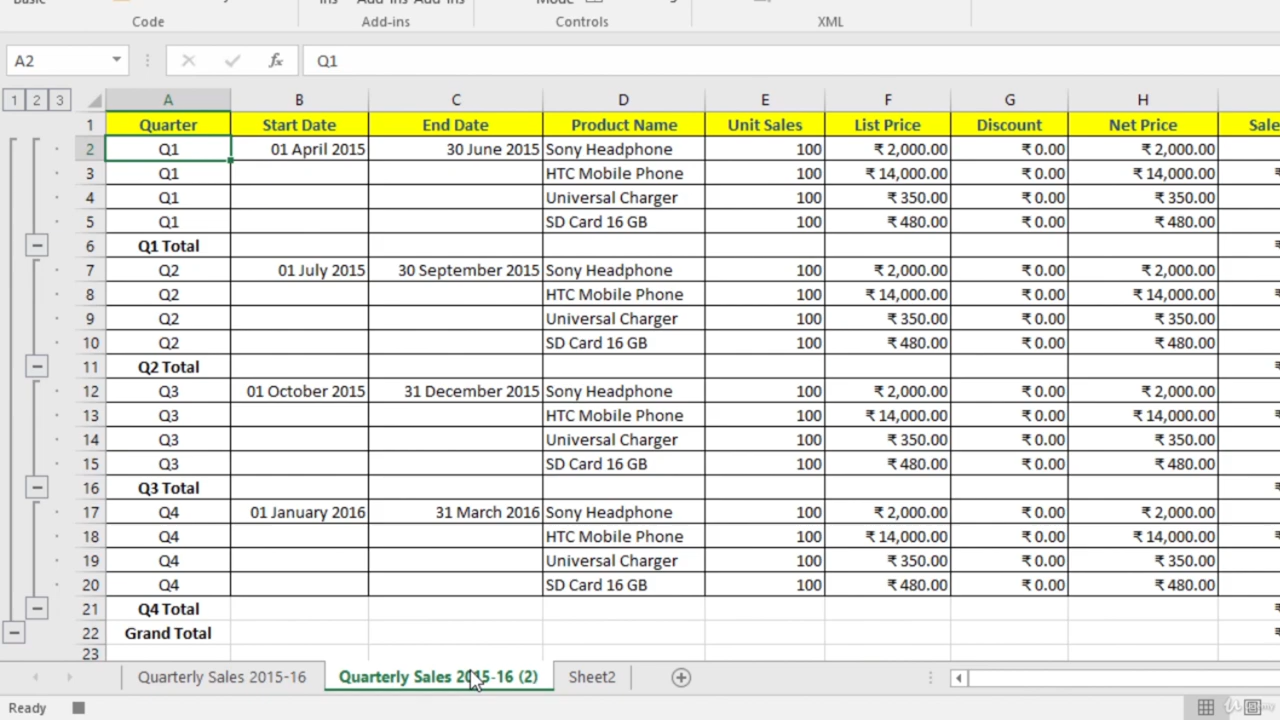 Code Add-ins Controls XML
A2 fx Q1
1 2 3 A B C D E F G H
1 Quarter Start Date End Date Product Name Unit Sales List Price Discount Net Price
2 Q1 01 April 2015 30 June 2015 Sony Headphone 100 ₹ 2,000.00 ₹ 0.00 ₹ 2,000.00
3 Q1 HTC Mobile Phone 100 ₹ 14,000.00 ₹ 0.00 ₹ 14,000.00
4 Q1 Universal Charger 100 ₹ 350.00 ₹ 0.00 ₹ 350.00
5 Q1 SD Card 16 GB 100 ₹ 480.00 ₹ 0.00 ₹ 480.00
6 Q1 Total
7 Q2 01 July 2015 30 September 2015 Sony Headphone 100 ₹ 2,000.00 ₹ 0.00 ₹ 2,000.00
8 Q2 HTC Mobile Phone 100 ₹ 14,000.00 ₹ 0.00 ₹ 14,000.00
9 Q2 Universal Charger 100 ₹ 350.00 ₹ 0.00 ₹ 350.00
10 Q2 SD Card 16 GB 100 ₹ 480.00 ₹ 0.00 ₹ 480.00
11 Q2 Total
12 Q3 01 October 2015 31 December 2015 Sony Headphone 100 ₹ 2,000.00 ₹ 0.00 ₹ 2,000.00
13 Q3 HTC Mobile Phone 100 ₹ 14,000.00 ₹ 0.00 ₹ 14,000.00
14 Q3 Universal Charger 100 ₹ 350.00 ₹ 0.00 ₹ 350.00
15 Q3 SD Card 16 GB 100 ₹ 480.00 ₹ 0.00 ₹ 480.00
16 Q3 Total
17 Q4 01 January 2016 31 March 2016 Sony Headphone 100 ₹ 2,000.00 ₹ 0.00 ₹ 2,000.00
18 Q4 HTC Mobile Phone 100 ₹ 14,000.00 ₹ 0.00 ₹ 14,000.00
19 Q4 Universal Charger 100 ₹ 350.00 ₹ 0.00 ₹ 350.00
20 Q4 SD Card 16 GB 100 ₹ 480.00 ₹ 0.00 ₹ 480.00
21 Q4 Total
22 Grand Total
23
Quarterly Sales 2015-16 Quarterly Sales 2015-16 (2) Sheet2
Ready